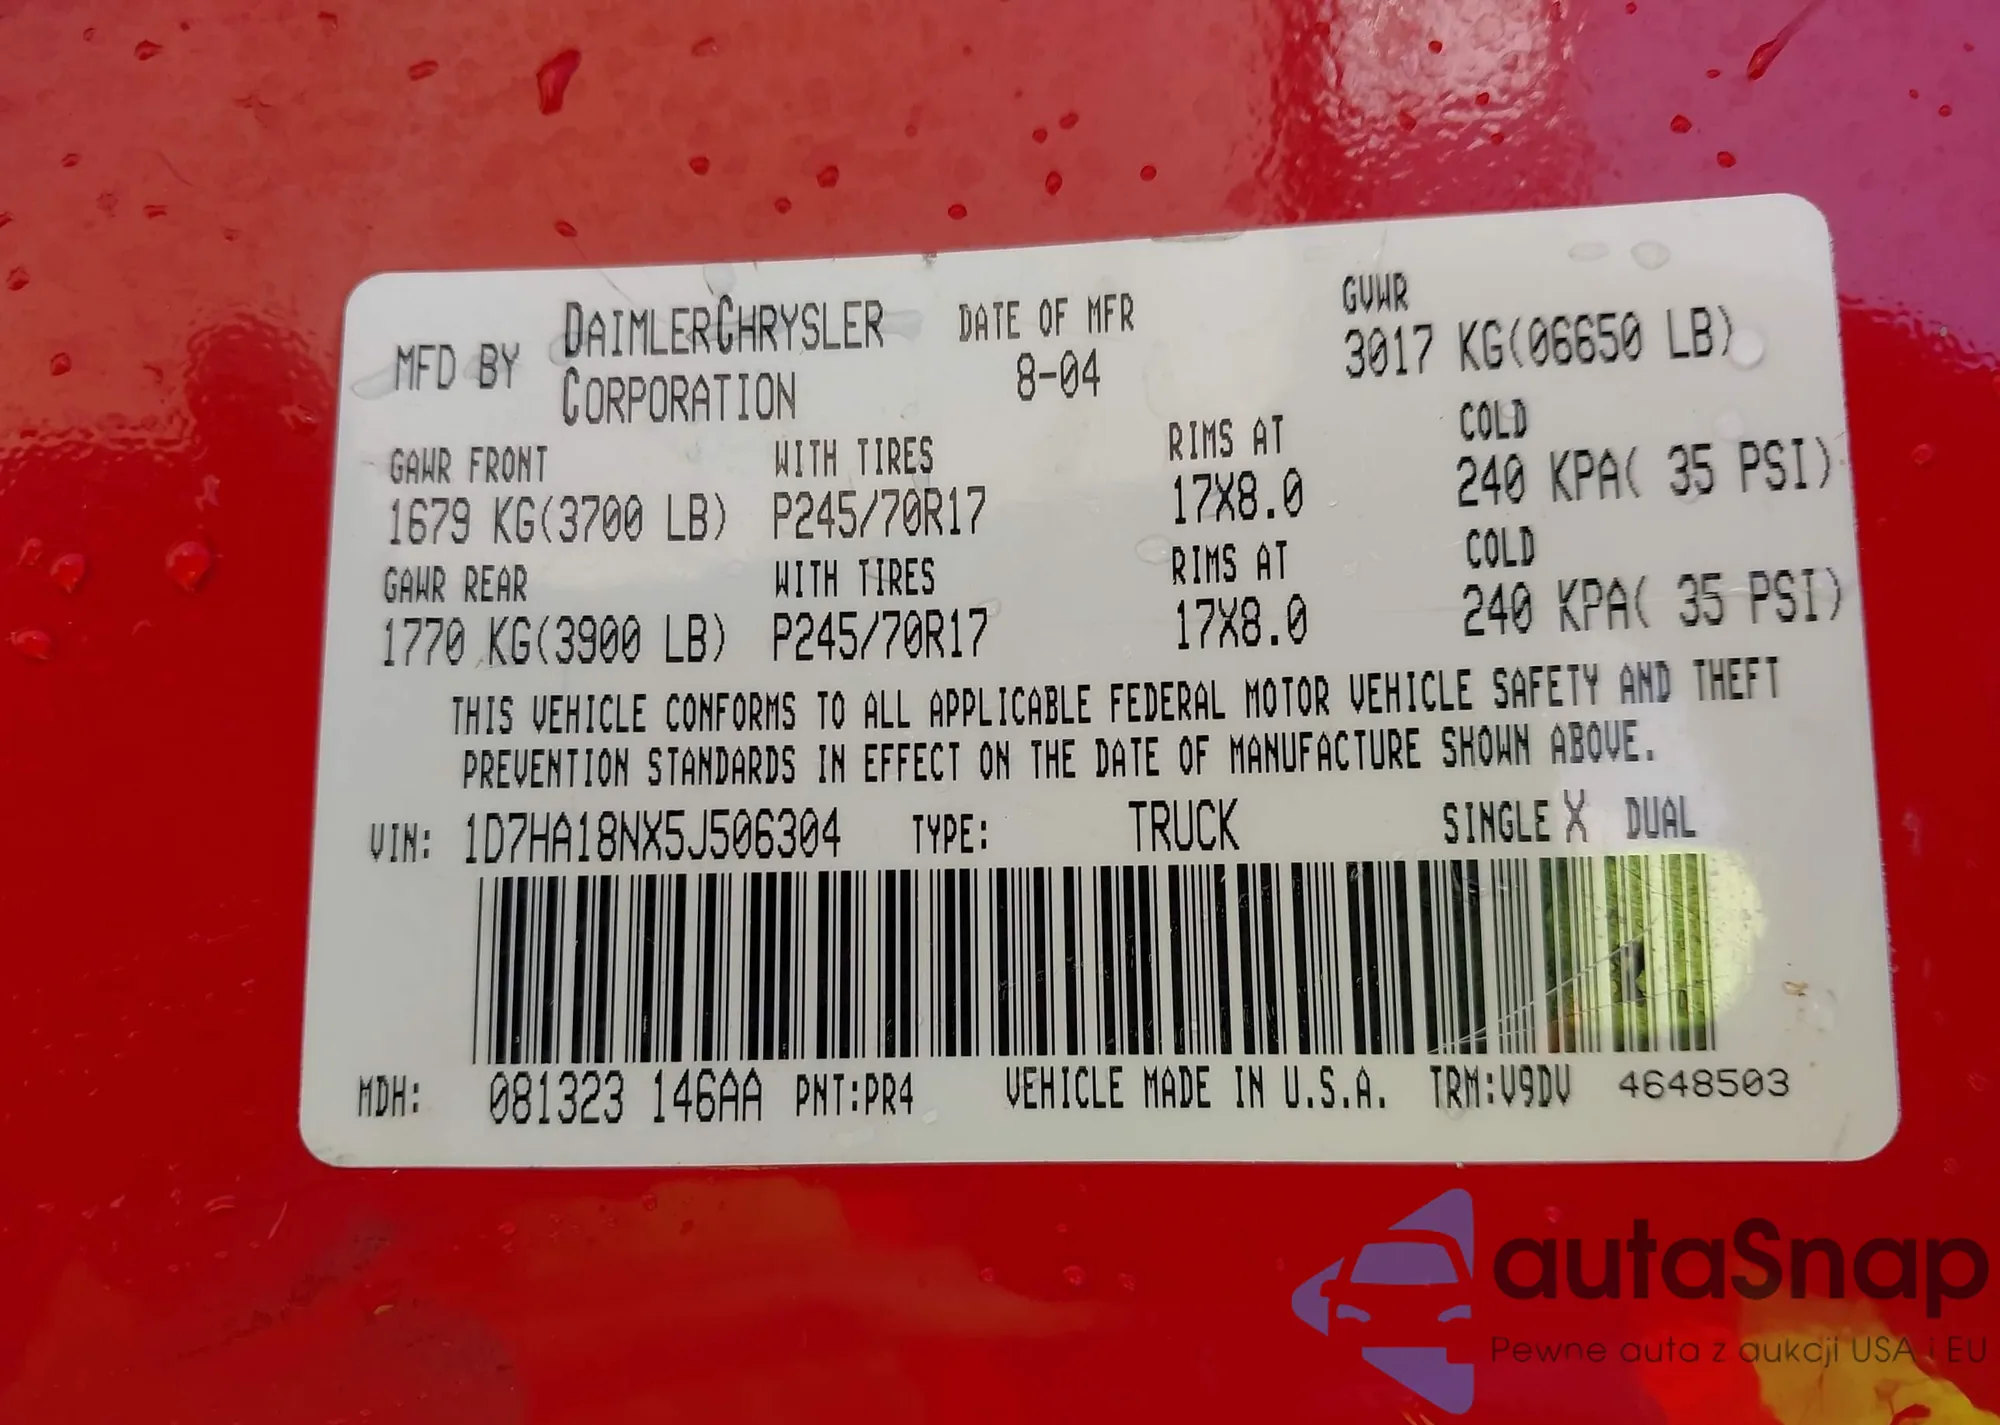 MFD BY DAIMLERCHRYSLER CORPORATION DATE OF MFR 8-04 GVWR 3017 KG(06650 LB)
GAWR FRONT WITH TIRES RIMS AT COLD
1679 KG(3700 LB) P245/70R17 17X8.0 240 KPA( 35 PSI)
GAWR REAR WITH TIRES RIMS AT COLD
1770 KG(3900 LB) P245/70R17 17X8.0 240 KPA( 35 PSI)
THIS VEHICLE CONFORMS TO ALL APPLICABLE FEDERAL MOTOR VEHICLE SAFETY AND THEFT
PREVENTION STANDARDS IN EFFECT ON THE DATE OF MANUFACTURE SHOWN ABOVE.
VIN: 1D7HA18NX5J506304 TYPE: TRUCK SINGLE X DUAL
MDH: 081323 146AA PNT:PR4 VEHICLE MADE IN U.S.A. TRM:V9DV 4648503
autaSnap
Pewne auta z aukcji USA i EU